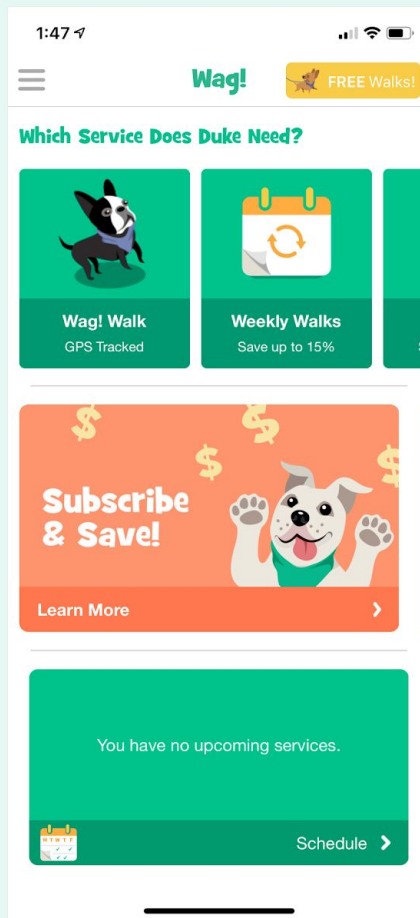 1:47
Wag!
FREE Walks!
Which Service Does Duke Need?
Wag! Walk
GPS Tracked
Weekly Walks
Save up to 15%
Subscribe
& Save!
Learn More
You have no upcoming services.
Schedule